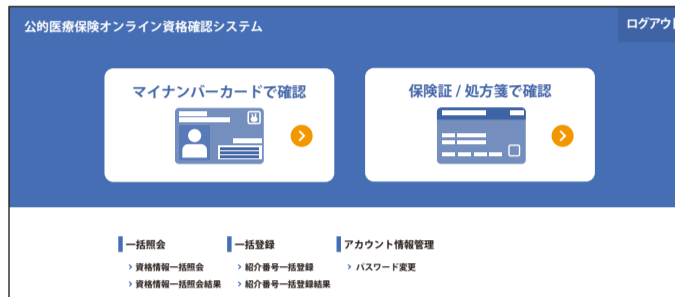 公的医療保険オンライン資格確認システム
ログアウト
マイナンバーカードで確認
保険証 / 処方箋で確認
一括照会
一括登録
アカウント情報管理
› 資格情報一括照会
› 紹介番号一括登録
› パスワード変更
› 資格情報一括照会結果
› 紹介番号一括登録結果